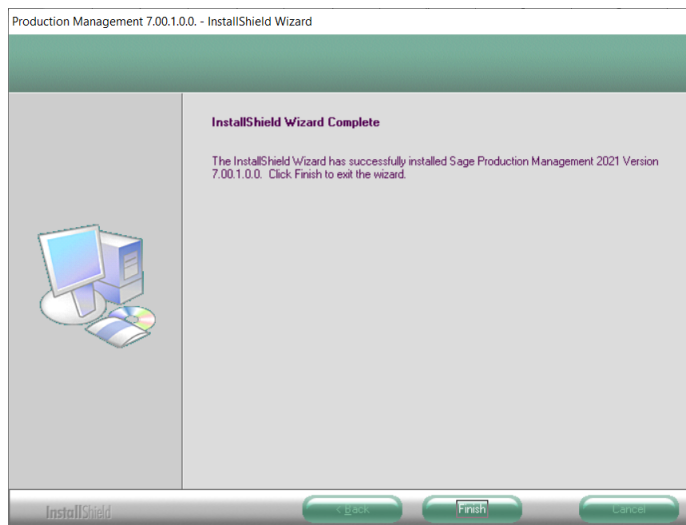 Production Management 7.00.1.0.0. - InstallShield Wizard
InstallShield Wizard Complete
The InstallShield Wizard has successfully installed Sage Production Management 2021 Version
7.00.1.0.0. Click Finish to exit the wizard.
InstallShield
< Back
Finish
Cancel